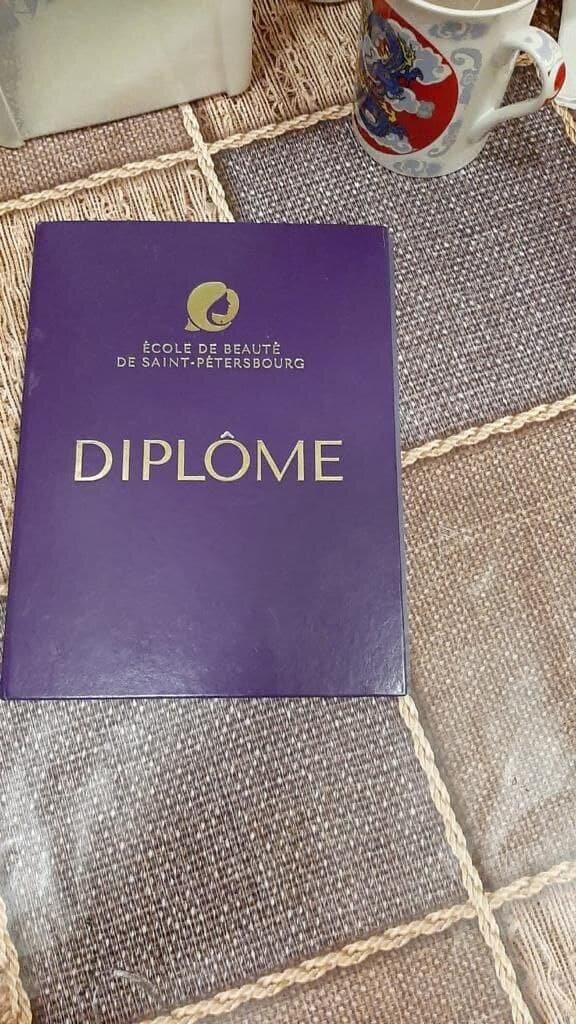 ÉCOLE DE BEAUTÉ
DE SAINT-PÉTERSBOURG
DIPLÔME